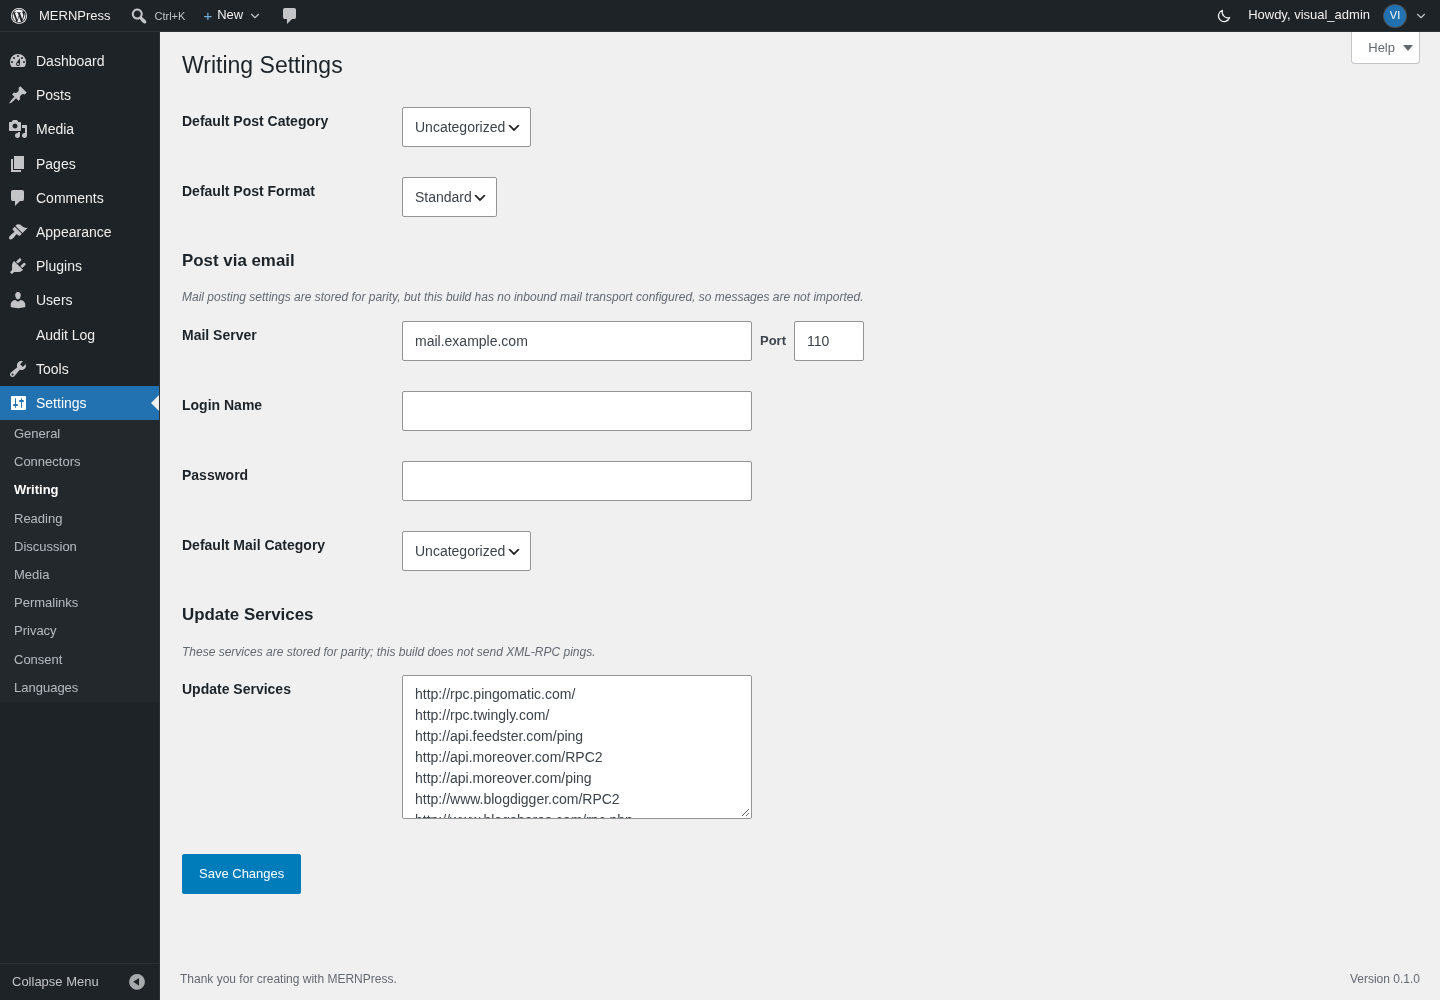 MERNPress
Ctrl+K
+ New
Howdy, visual_admin
VI
Help
Dashboard
Posts
Media
Pages
Comments
Appearance
Plugins
Users
Audit Log
Tools
Settings
General
Connectors
Writing
Reading
Discussion
Media
Permalinks
Privacy
Consent
Languages
Collapse Menu
Writing Settings
Default Post Category
Uncategorized
Default Post Format
Standard
Post via email
Mail posting settings are stored for parity, but this build has no inbound mail transport configured, so messages are not imported.
Mail Server
mail.example.com
Port
110
Login Name
Password
Default Mail Category
Uncategorized
Update Services
These services are stored for parity; this build does not send XML-RPC pings.
Update Services
http://rpc.pingomatic.com/
http://rpc.twingly.com/
http://api.feedster.com/ping
http://api.moreover.com/RPC2
http://api.moreover.com/ping
http://www.blogdigger.com/RPC2
Save Changes
Thank you for creating with MERNPress.
Version 0.1.0